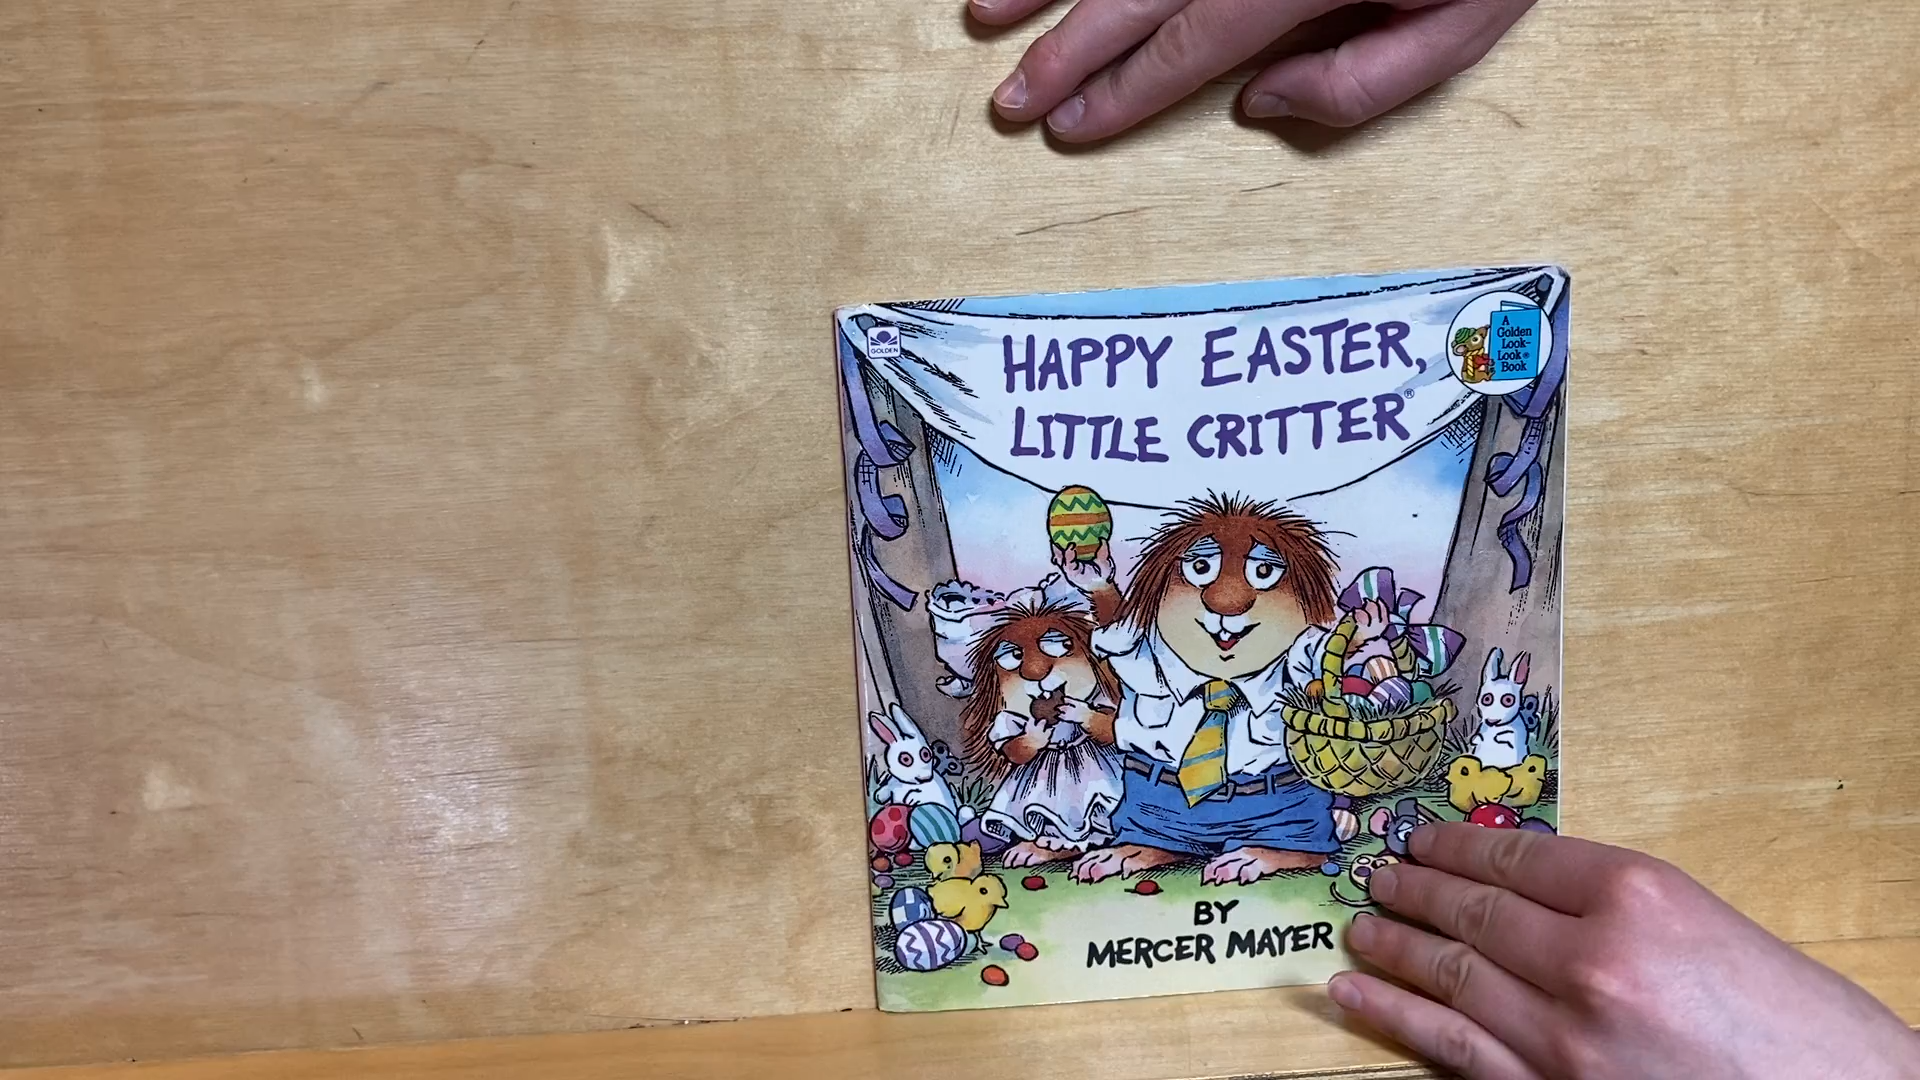 GOLDEN
HAPPY EASTER,
LITTLE CRITTER®
A
Golden
Look-
Look®
Book
BY
MERCER MAYER